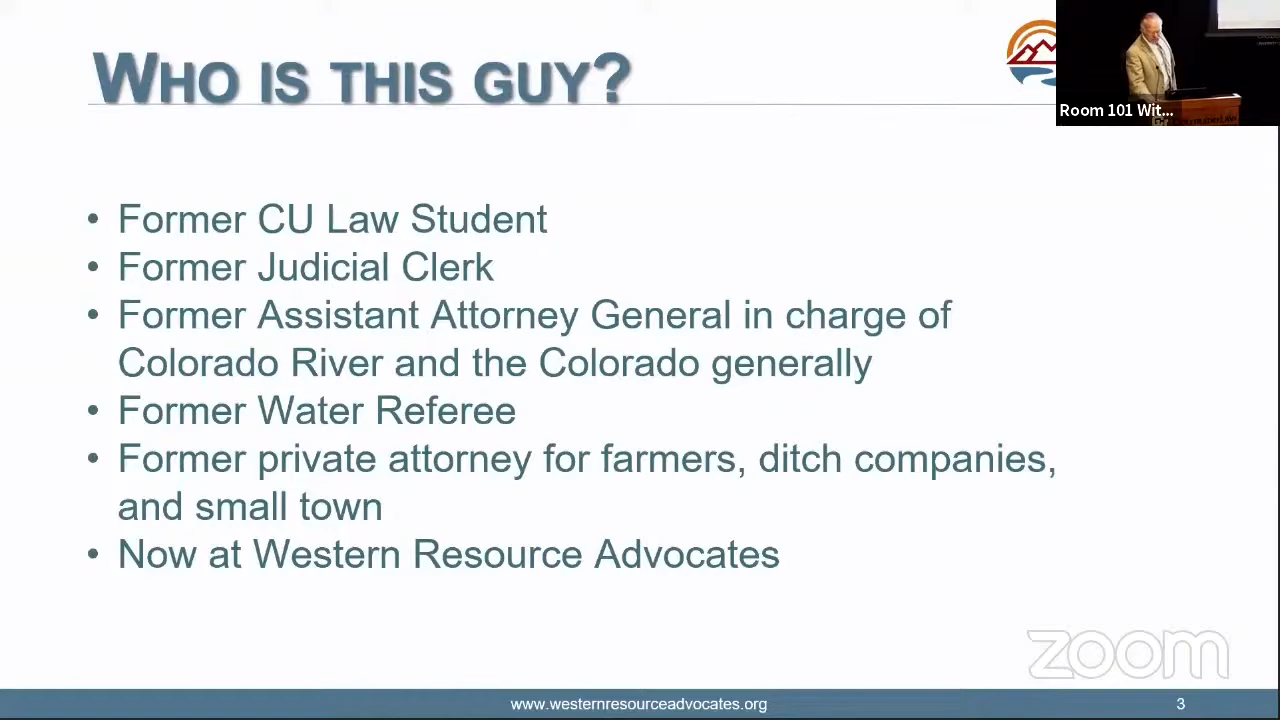 WHO IS THIS GUY?
Room 101 Wit...
• Former CU Law Student
• Former Judicial Clerk
• Former Assistant Attorney General in charge of
Colorado River and the Colorado generally
• Former Water Referee
• Former private attorney for farmers, ditch companies,
and small town
• Now at Western Resource Advocates
zoom
www.westernresourceadvocates.org
3